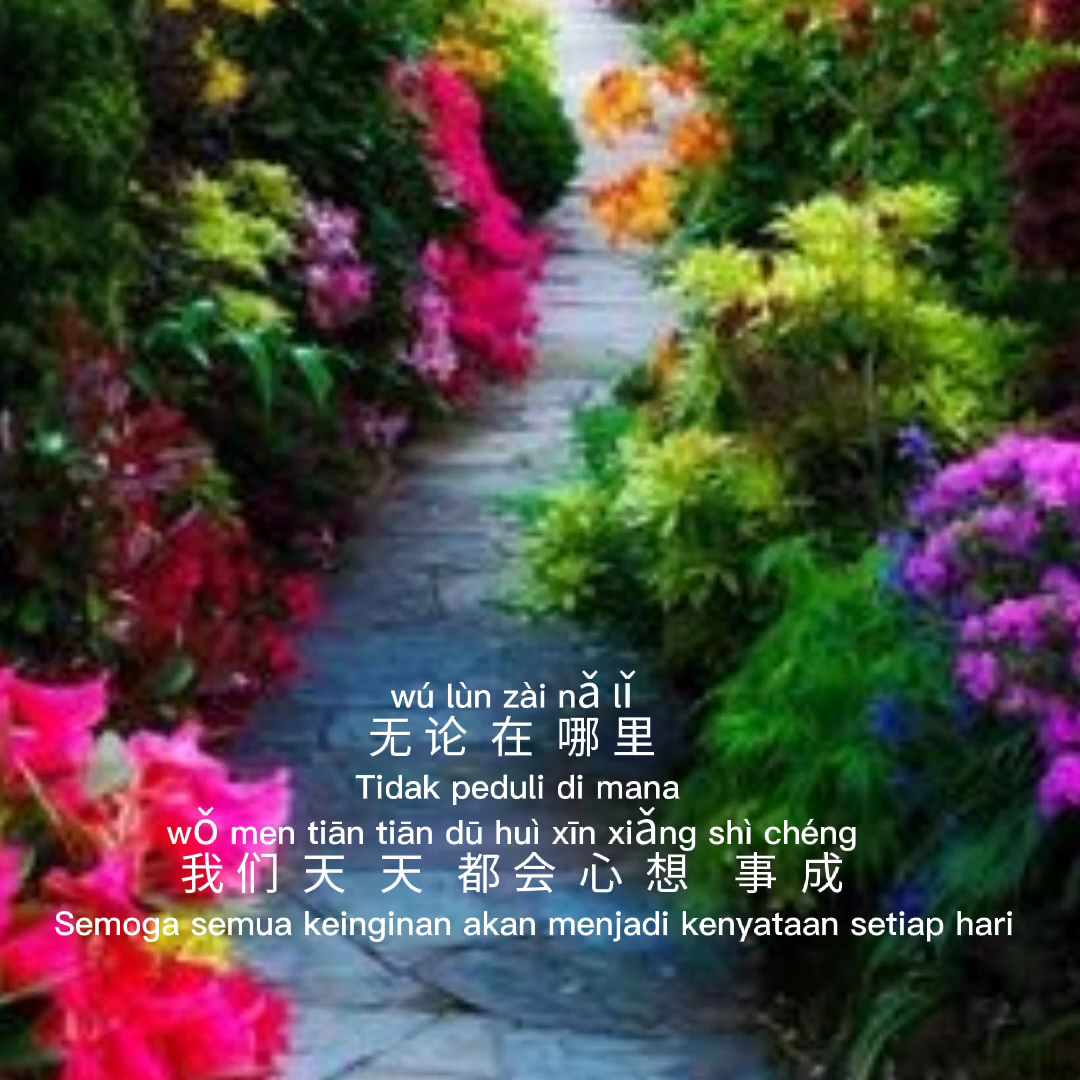 wú lùn zài nǎ lǐ
无 论 在 哪 里
Tidak peduli di mana
wǒ men tiān tiān dū huì xīn xiǎng shì chéng
我 们 天 天 都 会 心 想 事 成
Semoga semua keinginan akan menjadi kenyataan setiap hari